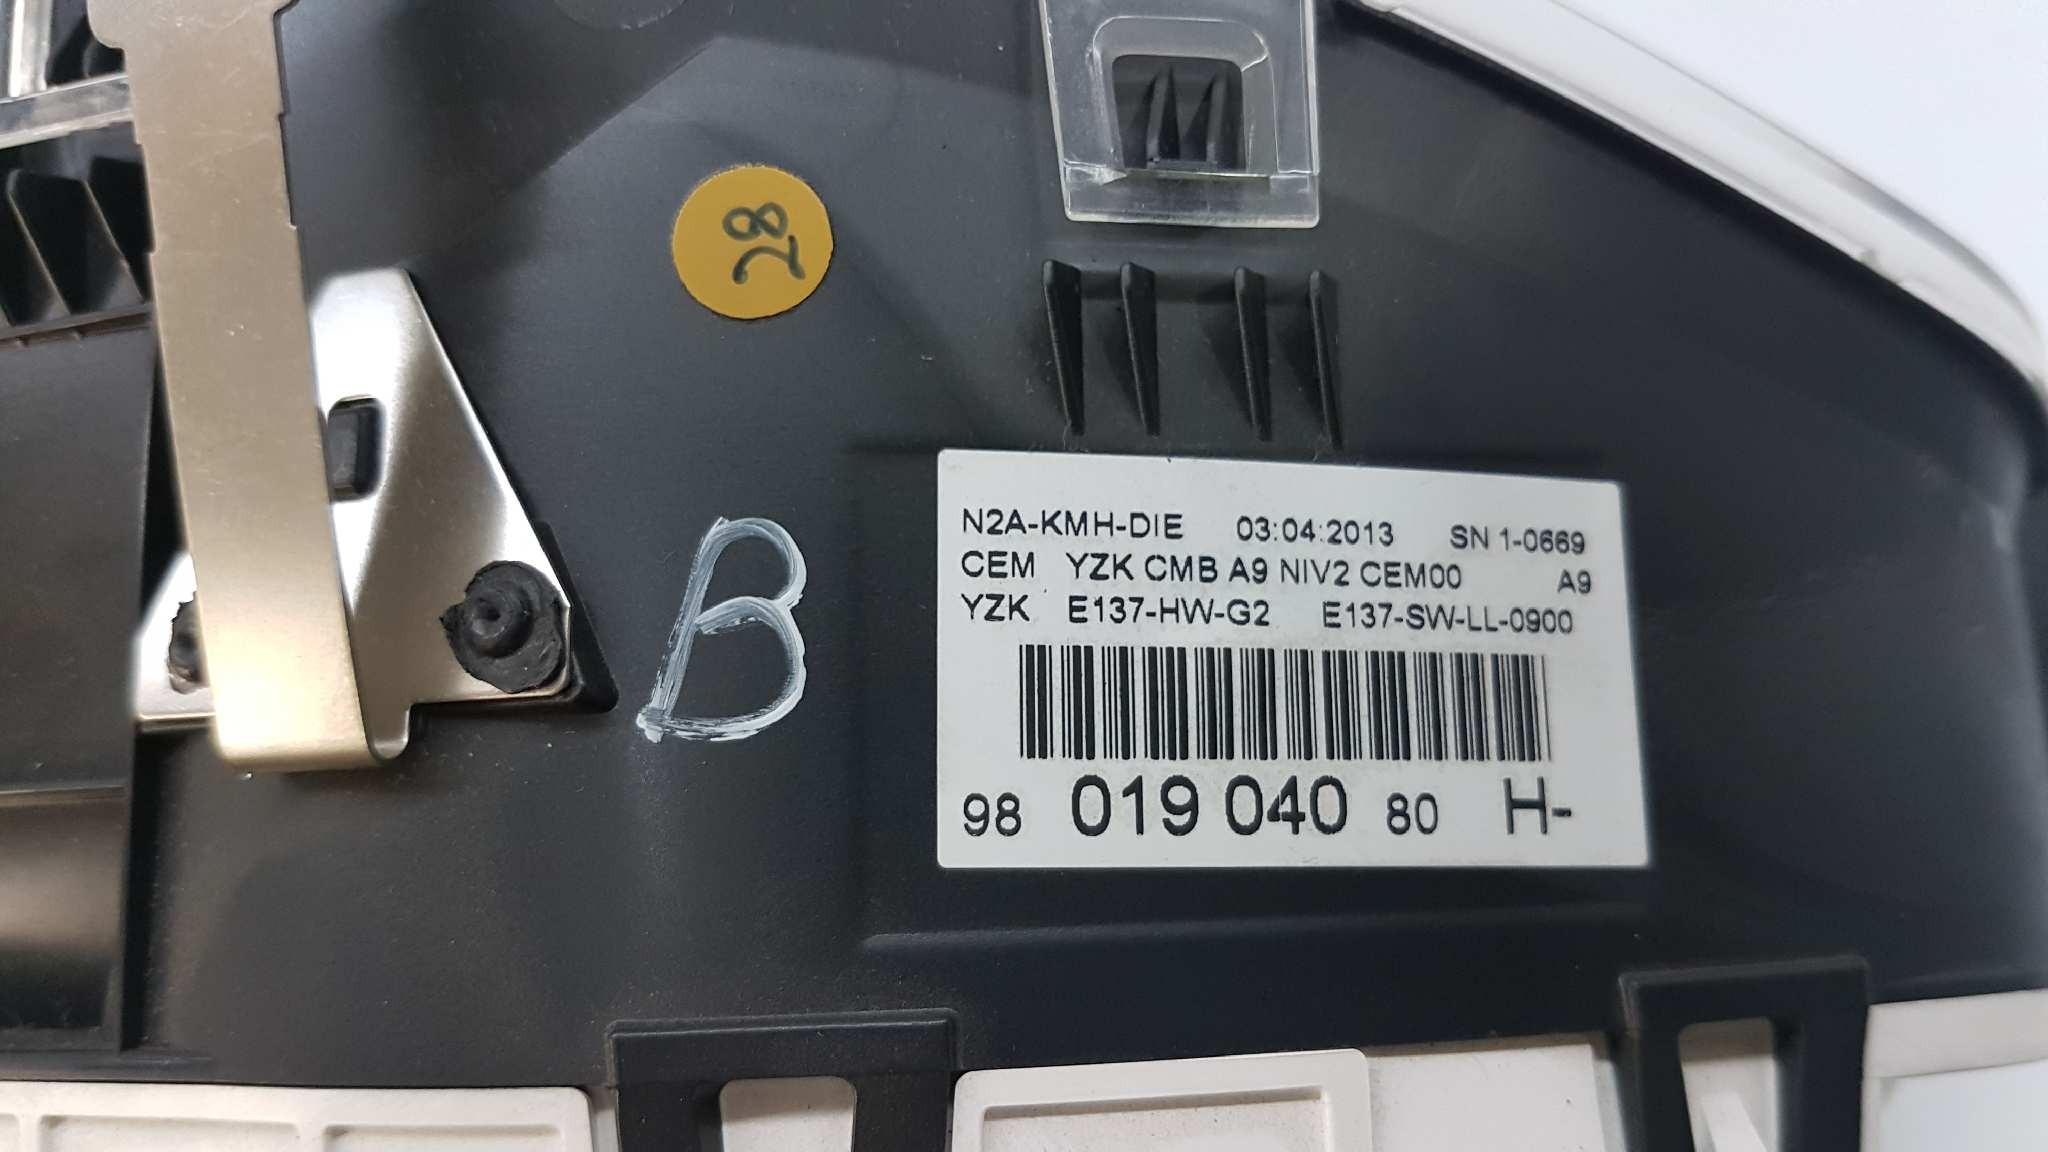 28
B
N2A-KMH-DIE 03:04:2013 SN 1-0669
CEM YZK CMB A9 NIV2 CEM00 A9
YZK E137-HW-G2 E137-SW-LL-0900
98 019 040 80 H-